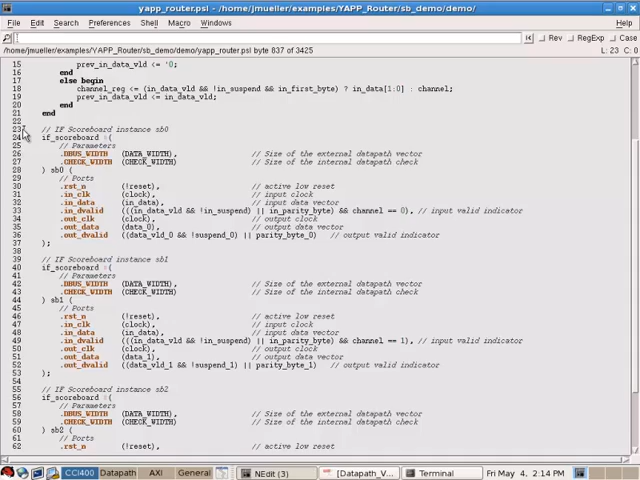 yapp_router.psl - /home/jmueller/examples/YAPP_Router/sb_demo/demo/
File Edit Search Preferences Shell Macro Windows Help
Rev RegExp Case
/home/jmueller/examples/YAPP_Router/sb_demo/demo/yapp_router.psl byte 837 of 3425 L: 23 C: 0
15 prev_in_data_vld <= '0;
16 end
17 else begin
18 channel_reg <= (in_data_vld && !in_suspend && in_first_byte) ? in_data[1:0] : channel;
19 prev_in_data_vld <= in_data_vld;
20 end
21 end
22
23 // IF Scoreboard instance sb0
24 if_scoreboard #(
25 // Parameters
26 .DBUS_WIDTH (DATA_WIDTH), // Size of the external datapath vector
27 .CHECK_WIDTH (CHECK_WIDTH) // Size of the internal datapath check
28 ) sb0 (
29 // Ports
30 .rst_n (!reset), // active low reset
31 .in_clk (clock), // input clock
32 .in_data (in_data), // input data vector
33 .in_dvalid (((in_data_vld && !in_suspend) || in_parity_byte) && channel == 0), // input valid indicator
34 .out_clk (clock), // output clock
35 .out_data (data_0), // output data vector
36 .out_dvalid ((data_vld_0 && !suspend_0) || parity_byte_0) // output valid indicator
37 );
38
39 // IF Scoreboard instance sb1
40 if_scoreboard #(
41 // Parameters
42 .DBUS_WIDTH (DATA_WIDTH), // Size of the external datapath vector
43 .CHECK_WIDTH (CHECK_WIDTH) // Size of the internal datapath check
44 ) sb1 (
45 // Ports
46 .rst_n (!reset), // active low reset
47 .in_clk (clock), // input clock
48 .in_data (in_data), // input data vector
49 .in_dvalid (((in_data_vld && !in_suspend) || in_parity_byte) && channel == 1), // input valid indicator
50 .out_clk (clock), // output clock
51 .out_data (data_1), // output data vector
52 .out_dvalid ((data_vld_1 && !suspend_1) || parity_byte_1) // output valid indicator
53 );
54
55 // IF Scoreboard instance sb2
56 if_scoreboard #(
57 // Parameters
58 .DBUS_WIDTH (DATA_WIDTH), // Size of the external datapath vector
59 .CHECK_WIDTH (CHECK_WIDTH) // Size of the internal datapath check
60 ) sb2 (
61 // Ports
62 .rst_n (!reset), // active low reset
CCI400 Datapath AXI General NEdit (3) [Datapath_V... Terminal Fri May 4, 2:14 PM